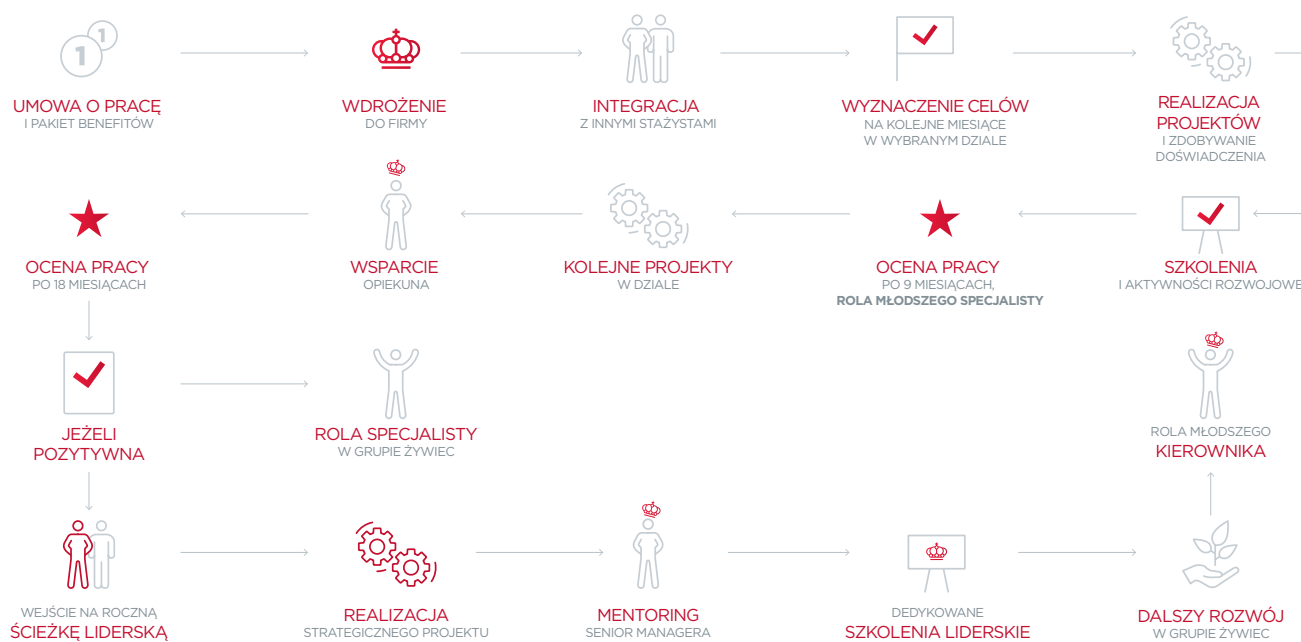 1 1
UMOWA O PRACĘ
I PAKIET BENEFITÓW
WDROŻENIE
DO FIRMY
INTEGRACJA
Z INNYMI STAŻYSTAMI
WYZNACZENIE CELÓW
NA KOLEJNE MIESIĄCE
W WYBRANYM DZIALE
REALIZACJA
PROJEKTÓW
I ZDOBYWANIE
DOŚWIADCZENIA
OCENA PRACY
PO 18 MIESIĄCACH
WSPARCIE
OPIEKUNA
KOLEJNE PROJEKTY
W DZIALE
OCENA PRACY
PO 9 MIESIĄCACH,
ROLA MŁODSZEGO SPECJALISTY
SZKOLENIA
I AKTYWNOŚCI ROZWOJOWE
JEŻELI
POZYTYWNA
ROLA SPECJALISTY
W GRUPIE ŻYWIEC
ROLA MŁODSZEGO
KIEROWNIKA
WEJŚCIE NA ROCZNĄ
ŚCIEŻKĘ LIDERSKĄ
REALIZACJA
STRATEGICZNEGO PROJEKTU
MENTORING
SENIOR MANAGERA
DEDYKOWANE
SZKOLENIA LIDERSKIE
DALSZY ROZWÓJ
W GRUPIE ŻYWIEC